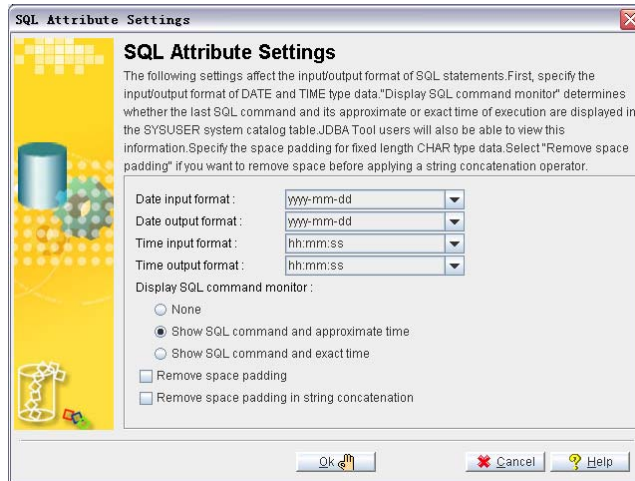 SQL Attribute Settings
SQL Attribute Settings
The following settings affect the input/output format of SQL statements.First, specify the
input/output format of DATE and TIME type data."Display SQL command monitor" determines
whether the last SQL command and its approximate or exact time of execution are displayed in
the SYSUSER system catalog table.JDBA Tool users will also be able to view this
information.Specify the space padding for fixed length CHAR type data.Select "Remove space
padding" if you want to remove space before applying a string concatenation operator.
Date input format : yyyy-mm-dd
Date output format : yyyy-mm-dd
Time input format : hh:mm:ss
Time output format : hh:mm:ss
Display SQL command monitor :
None
Show SQL command and approximate time
Show SQL command and exact time
Remove space padding
Remove space padding in string concatenation
Ok Cancel Help